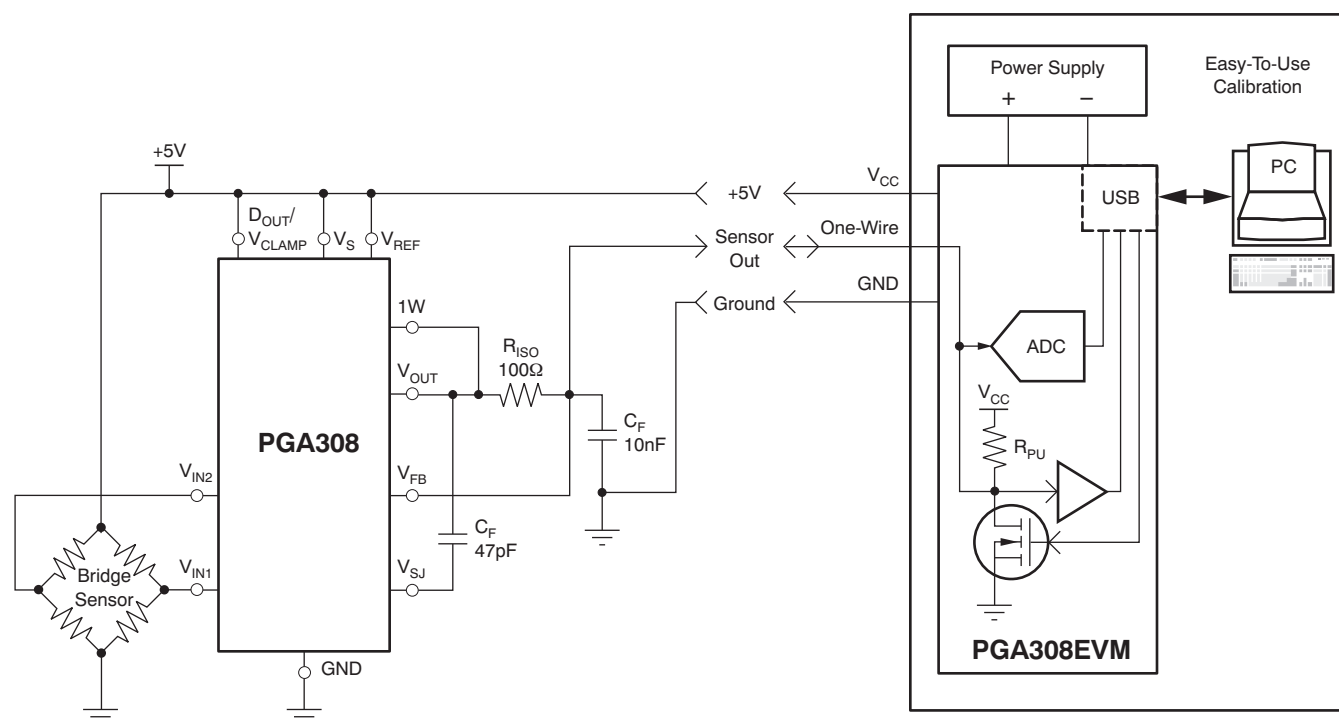 Power Supply
+ −
Easy-To-Use
Calibration
PC
USB
+5V
+5V
VCC
DOUT/
VCLAMP
VS
VREF
Sensor
Out
One-Wire
Ground
GND
1W
RISO
100Ω
VOUT
ADC
VCC
RPU
CF
10nF
PGA308
VIN2
VFB
CF
47pF
VIN1
VSJ
Bridge
Sensor
GND
PGA308EVM